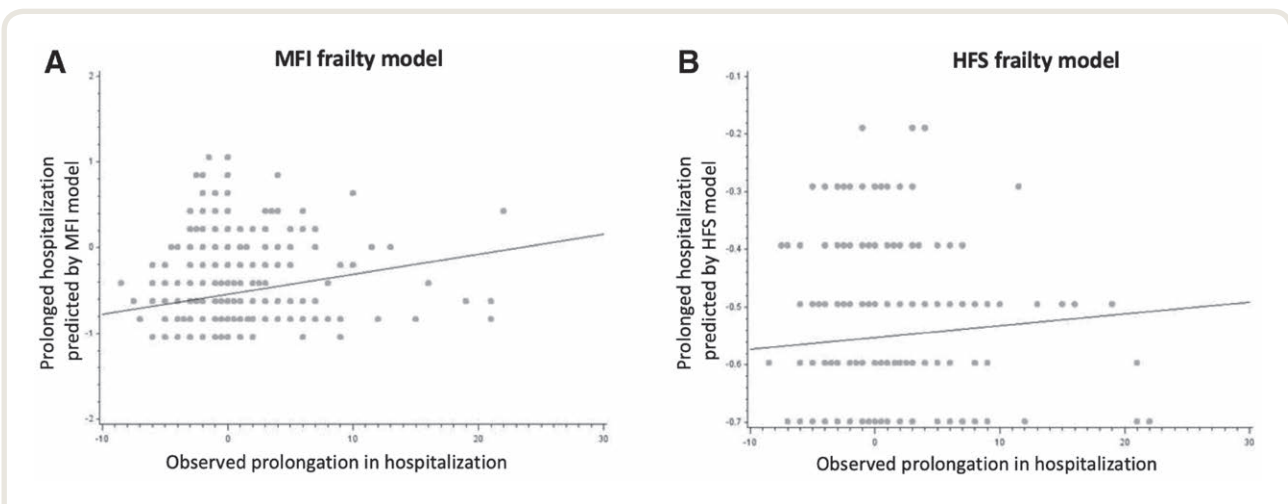 A
MFI frailty model
Prolonged hospitalization
predicted by MFI model
2
1
0
-1
-2
-10
0
10
20
30
Observed prolongation in hospitalization
B
HFS frailty model
Prolonged hospitalization
predicted by HFS model
-0.1
-0.2
-0.3
-0.4
-0.5
-0.6
-0.7
-10
0
10
20
30
Observed prolongation in hospitalization